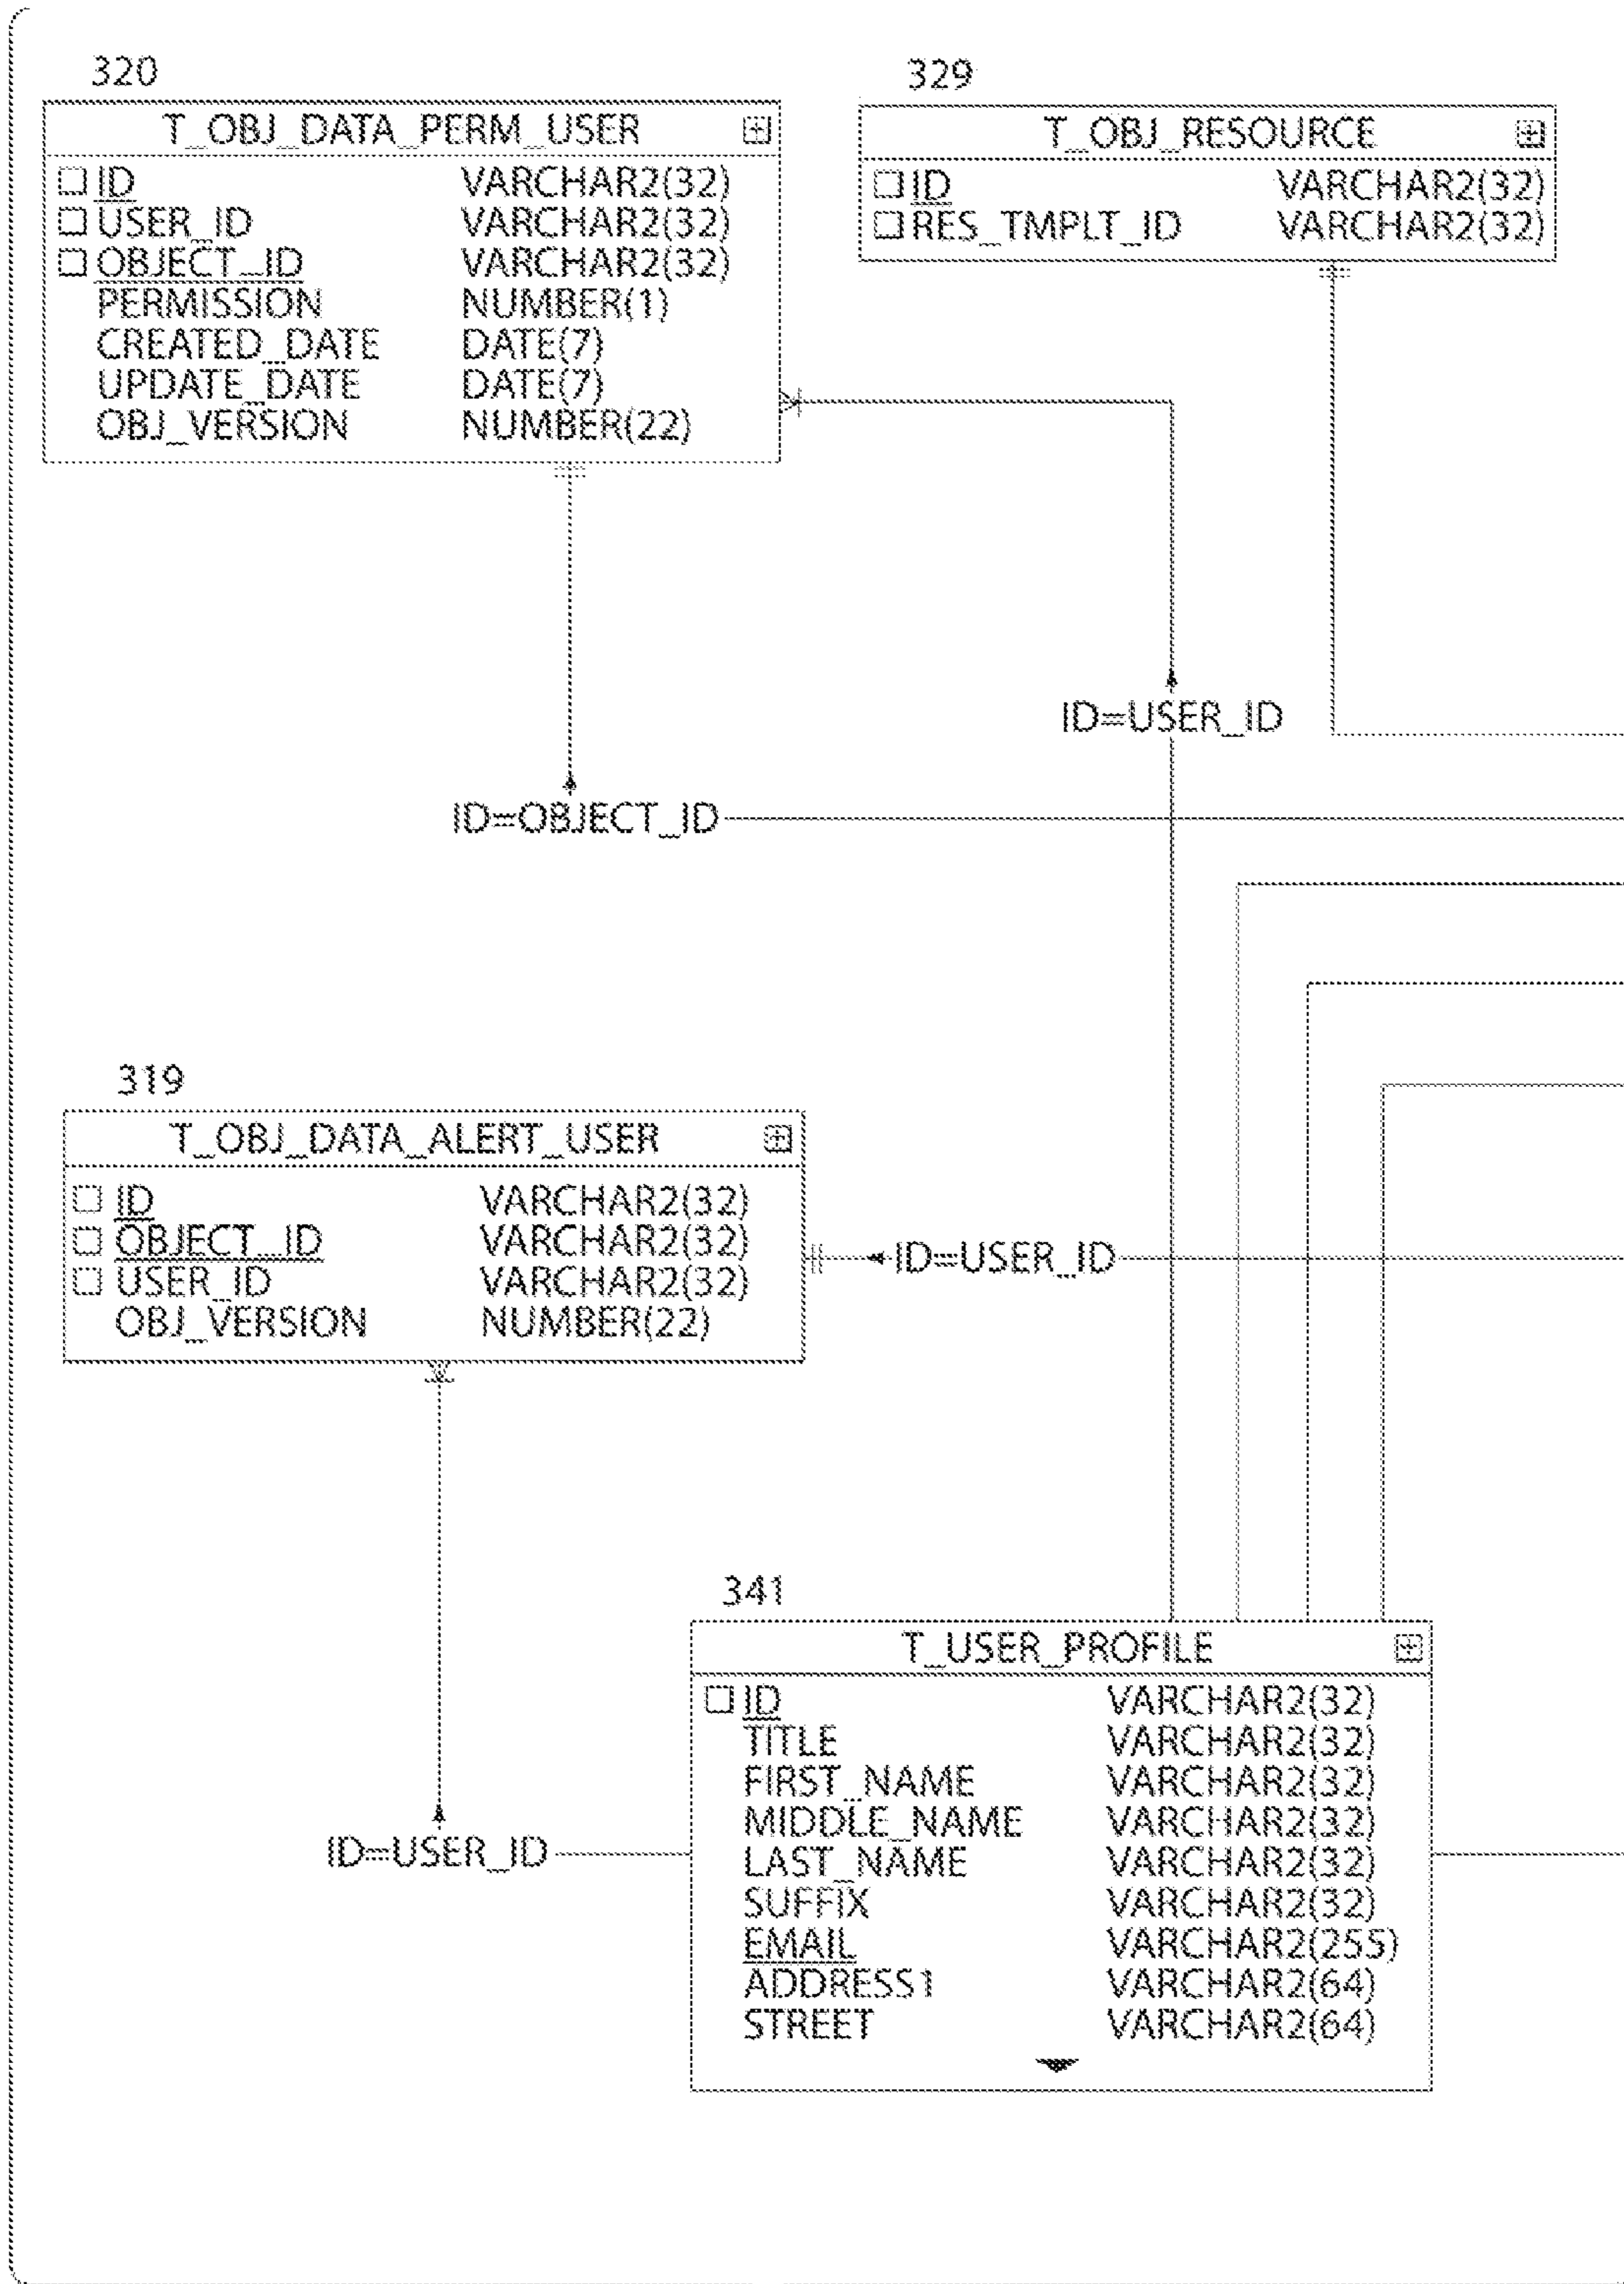 320
T_OBJ_DATA_PERM_USER
ID VARCHAR2(32)
USER_ID VARCHAR2(32)
OBJECT_ID VARCHAR2(32)
PERMISSION NUMBER(1)
CREATED_DATE DATE(7)
UPDATE_DATE DATE(7)
OBJ_VERSION NUMBER(22)
329
T_OBJ_RESOURCE
ID VARCHAR2(32)
RES_TMPLT_ID VARCHAR2(32)
ID=USER_ID
ID=OBJECT_ID
319
T_OBJ_DATA_ALERT_USER
ID VARCHAR2(32)
OBJECT_ID VARCHAR2(32)
USER_ID VARCHAR2(32)
OBJ_VERSION NUMBER(22)
ID=USER_ID
341
T_USER_PROFILE
ID VARCHAR2(32)
TITLE VARCHAR2(32)
FIRST_NAME VARCHAR2(32)
MIDDLE_NAME VARCHAR2(32)
LAST_NAME VARCHAR2(32)
SUFFIX VARCHAR2(32)
EMAIL VARCHAR2(255)
ADDRESS1 VARCHAR2(64)
STREET VARCHAR2(64)
ID=USER_ID